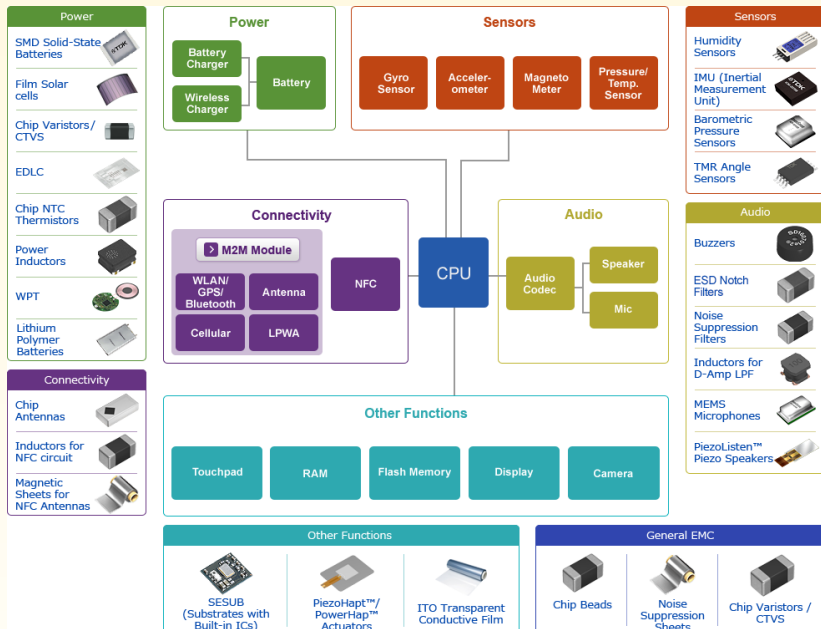 Power
SMD Solid-State
Batteries
TDK
Film Solar
cells
Chip Varistors/
CTVS
EDLC
Chip NTC
Thermistors
Power
Inductors
WPT
Lithium
Polymer
Batteries
Connectivity
Chip
Antennas
Inductors for
NFC circuit
Magnetic
Sheets for
NFC Antennas
Power
Battery
Charger
Wireless
Charger
Battery
Sensors
Gyro
Sensor
Acceler-
ometer
Magneto
Meter
Pressure/
Temp.
Sensor
Connectivity
M2M Module
WLAN/
GPS/
Bluetooth
Antenna
Cellular
LPWA
NFC
CPU
Audio
Audio
Codec
Speaker
Mic
Other Functions
Touchpad
RAM
Flash Memory
Display
Camera
Sensors
Humidity
Sensors
IMU (Inertial
Measurement
Unit)
TDK
Barometric
Pressure
Sensors
TMR Angle
Sensors
Audio
Buzzers
ESD Notch
Filters
Noise
Suppression
Filters
Inductors for
D-Amp LPF
MEMS
Microphones
PiezoListen™
Piezo Speakers
Other Functions
SESUB
(Substrates with
Built-in ICs)
PiezoHapt™/
PowerHap™
Actuators
ITO Transparent
Conductive Film
General EMC
Chip Beads
Noise
Suppression
Sheets
Chip Varistors /
CTVS